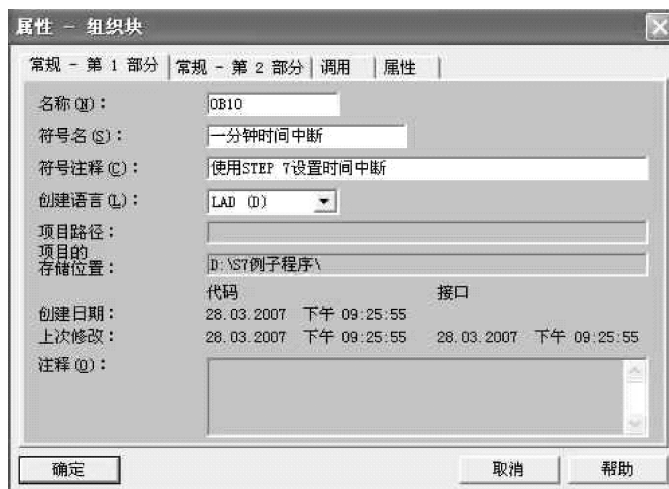 属性 - 组织块
常规 - 第 1 部分 常规 - 第 2 部分 调用 属性
名称(N)： OB10
符号名(S)： 一分钟时间中断
符号注释(C)： 使用STEP 7设置时间中断
创建语言(L)： LAD (D)
项目路径：
项目的
存储位置： D:\S7例子程序\
代码 接口
创建日期： 28.03.2007 下午 09:25:55
上次修改： 28.03.2007 下午 09:25:55 28.03.2007 下午 09:25:55
注释(O)：
确定 取消 帮助